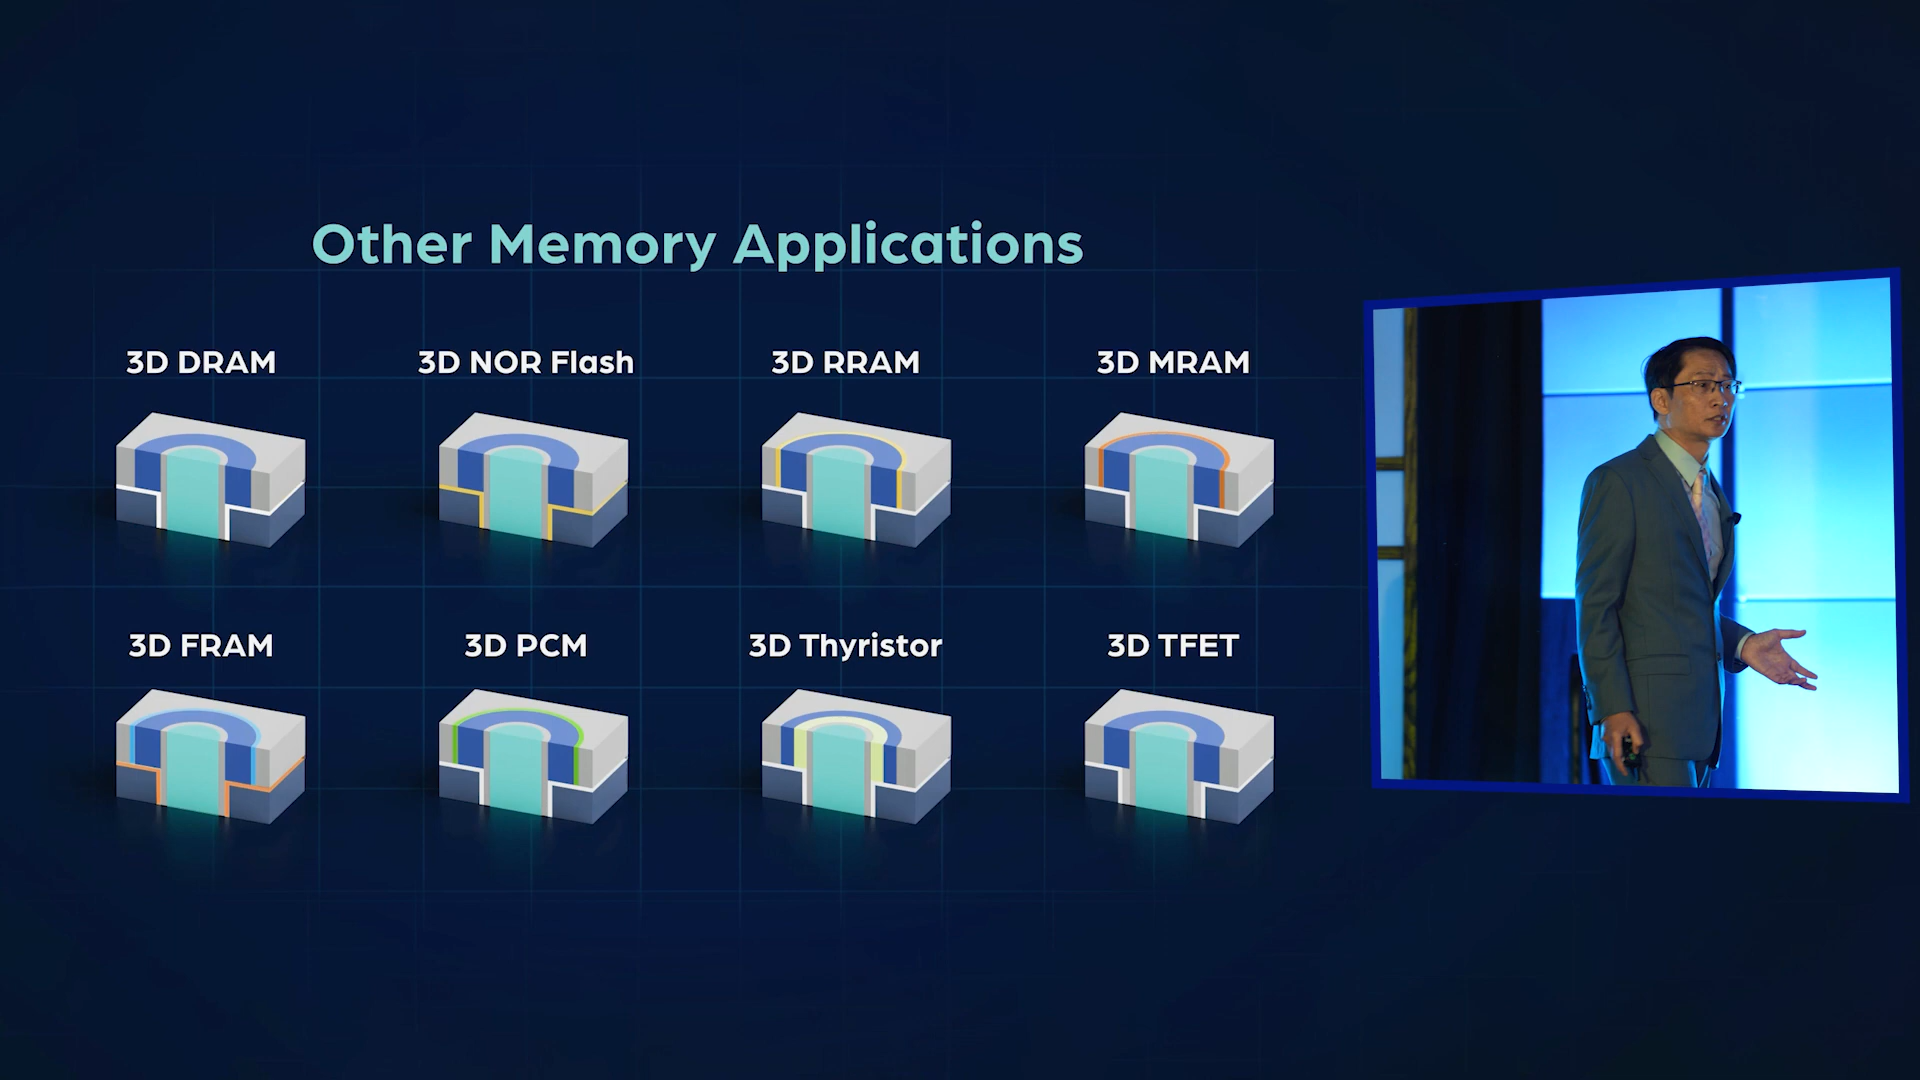 Other Memory Applications
3D DRAM
3D NOR Flash
3D RRAM
3D MRAM
3D FRAM
3D PCM
3D Thyristor
3D TFET